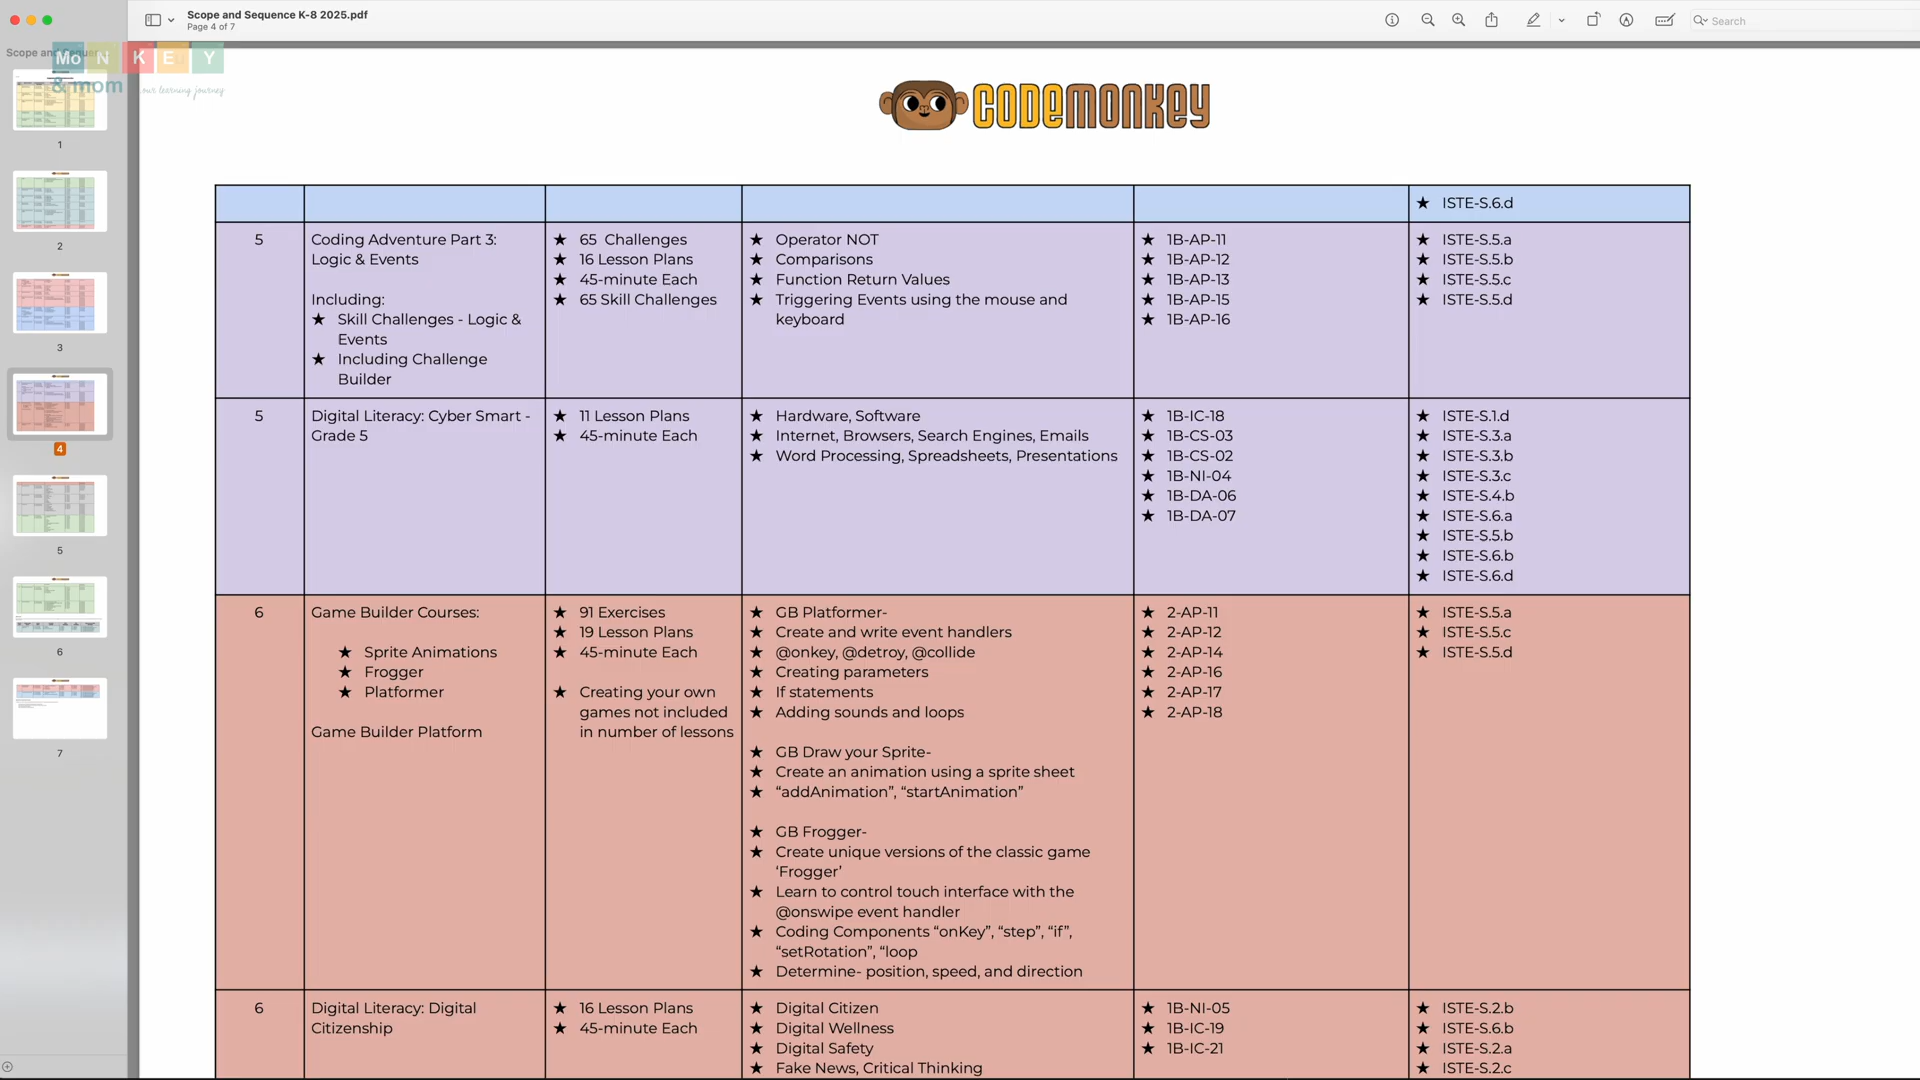 Scope and Sequence K-8 2025.pdf
Page 4 of 7
Search
MONKEY
& mom
our learning journey
1
2
3
4
5
6
7
CODEMONKEY
★ ISTE-S.6.d
5
Coding Adventure Part 3:
Logic & Events
Including:
★ Skill Challenges - Logic &
Events
★ Including Challenge
Builder
★ 65 Challenges
★ 16 Lesson Plans
★ 45-minute Each
★ 65 Skill Challenges
★ Operator NOT
★ Comparisons
★ Function Return Values
★ Triggering Events using the mouse and
keyboard
★ 1B-AP-11
★ 1B-AP-12
★ 1B-AP-13
★ 1B-AP-15
★ 1B-AP-16
★ ISTE-S.5.a
★ ISTE-S.5.b
★ ISTE-S.5.c
★ ISTE-S.5.d
5
Digital Literacy: Cyber Smart -
Grade 5
★ 11 Lesson Plans
★ 45-minute Each
★ Hardware, Software
★ Internet, Browsers, Search Engines, Emails
★ Word Processing, Spreadsheets, Presentations
★ 1B-IC-18
★ 1B-CS-03
★ 1B-CS-02
★ 1B-NI-04
★ 1B-DA-06
★ 1B-DA-07
★ ISTE-S.1.d
★ ISTE-S.3.a
★ ISTE-S.3.b
★ ISTE-S.3.c
★ ISTE-S.4.b
★ ISTE-S.6.a
★ ISTE-S.5.b
★ ISTE-S.6.b
★ ISTE-S.6.d
6
Game Builder Courses:
★ Sprite Animations
★ Frogger
★ Platformer
Game Builder Platform
★ 91 Exercises
★ 19 Lesson Plans
★ 45-minute Each
★ Creating your own
games not included
in number of lessons
★ GB Platformer-
★ Create and write event handlers
★ @onkey, @detroy, @collide
★ Creating parameters
★ If statements
★ Adding sounds and loops
★ GB Draw your Sprite-
★ Create an animation using a sprite sheet
★ “addAnimation”, “startAnimation”
★ GB Frogger-
★ Create unique versions of the classic game
‘Frogger’
★ Learn to control touch interface with the
@onswipe event handler
★ Coding Components “onKey”, “step”, “if”,
“setRotation”, “loop
★ Determine- position, speed, and direction
★ 2-AP-11
★ 2-AP-12
★ 2-AP-14
★ 2-AP-16
★ 2-AP-17
★ 2-AP-18
★ ISTE-S.5.a
★ ISTE-S.5.c
★ ISTE-S.5.d
6
Digital Literacy: Digital
Citizenship
★ 16 Lesson Plans
★ 45-minute Each
★ Digital Citizen
★ Digital Wellness
★ Digital Safety
★ Fake News, Critical Thinking
★ 1B-NI-05
★ 1B-IC-19
★ 1B-IC-21
★ ISTE-S.2.b
★ ISTE-S.6.b
★ ISTE-S.2.a
★ ISTE-S.2.c